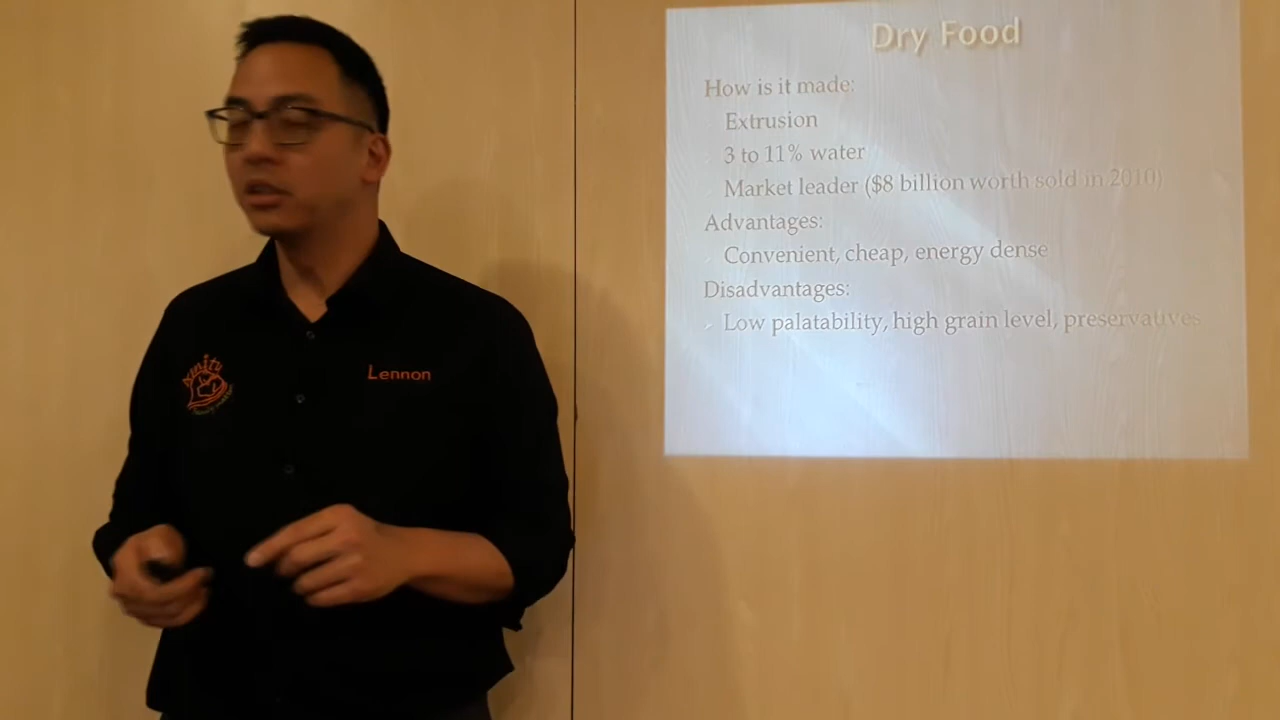 Dry Food
How is it made:
Extrusion
3 to 11% water
Market leader ($8 billion worth sold in 2010)
Advantages:
Convenient, cheap, energy dense
Disadvantages:
Low palatability, high grain level, preservatives
Lennon